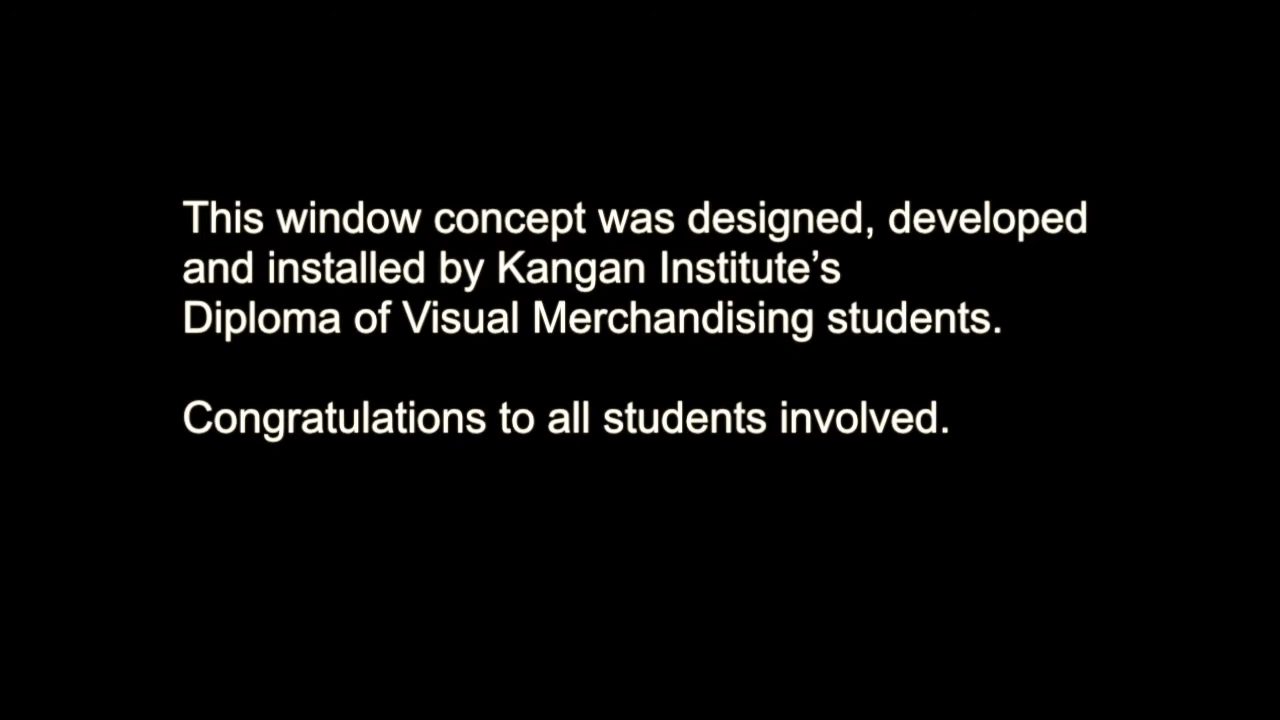 This window concept was designed, developed
and installed by Kangan Institute’s
Diploma of Visual Merchandising students.
Congratulations to all students involved.